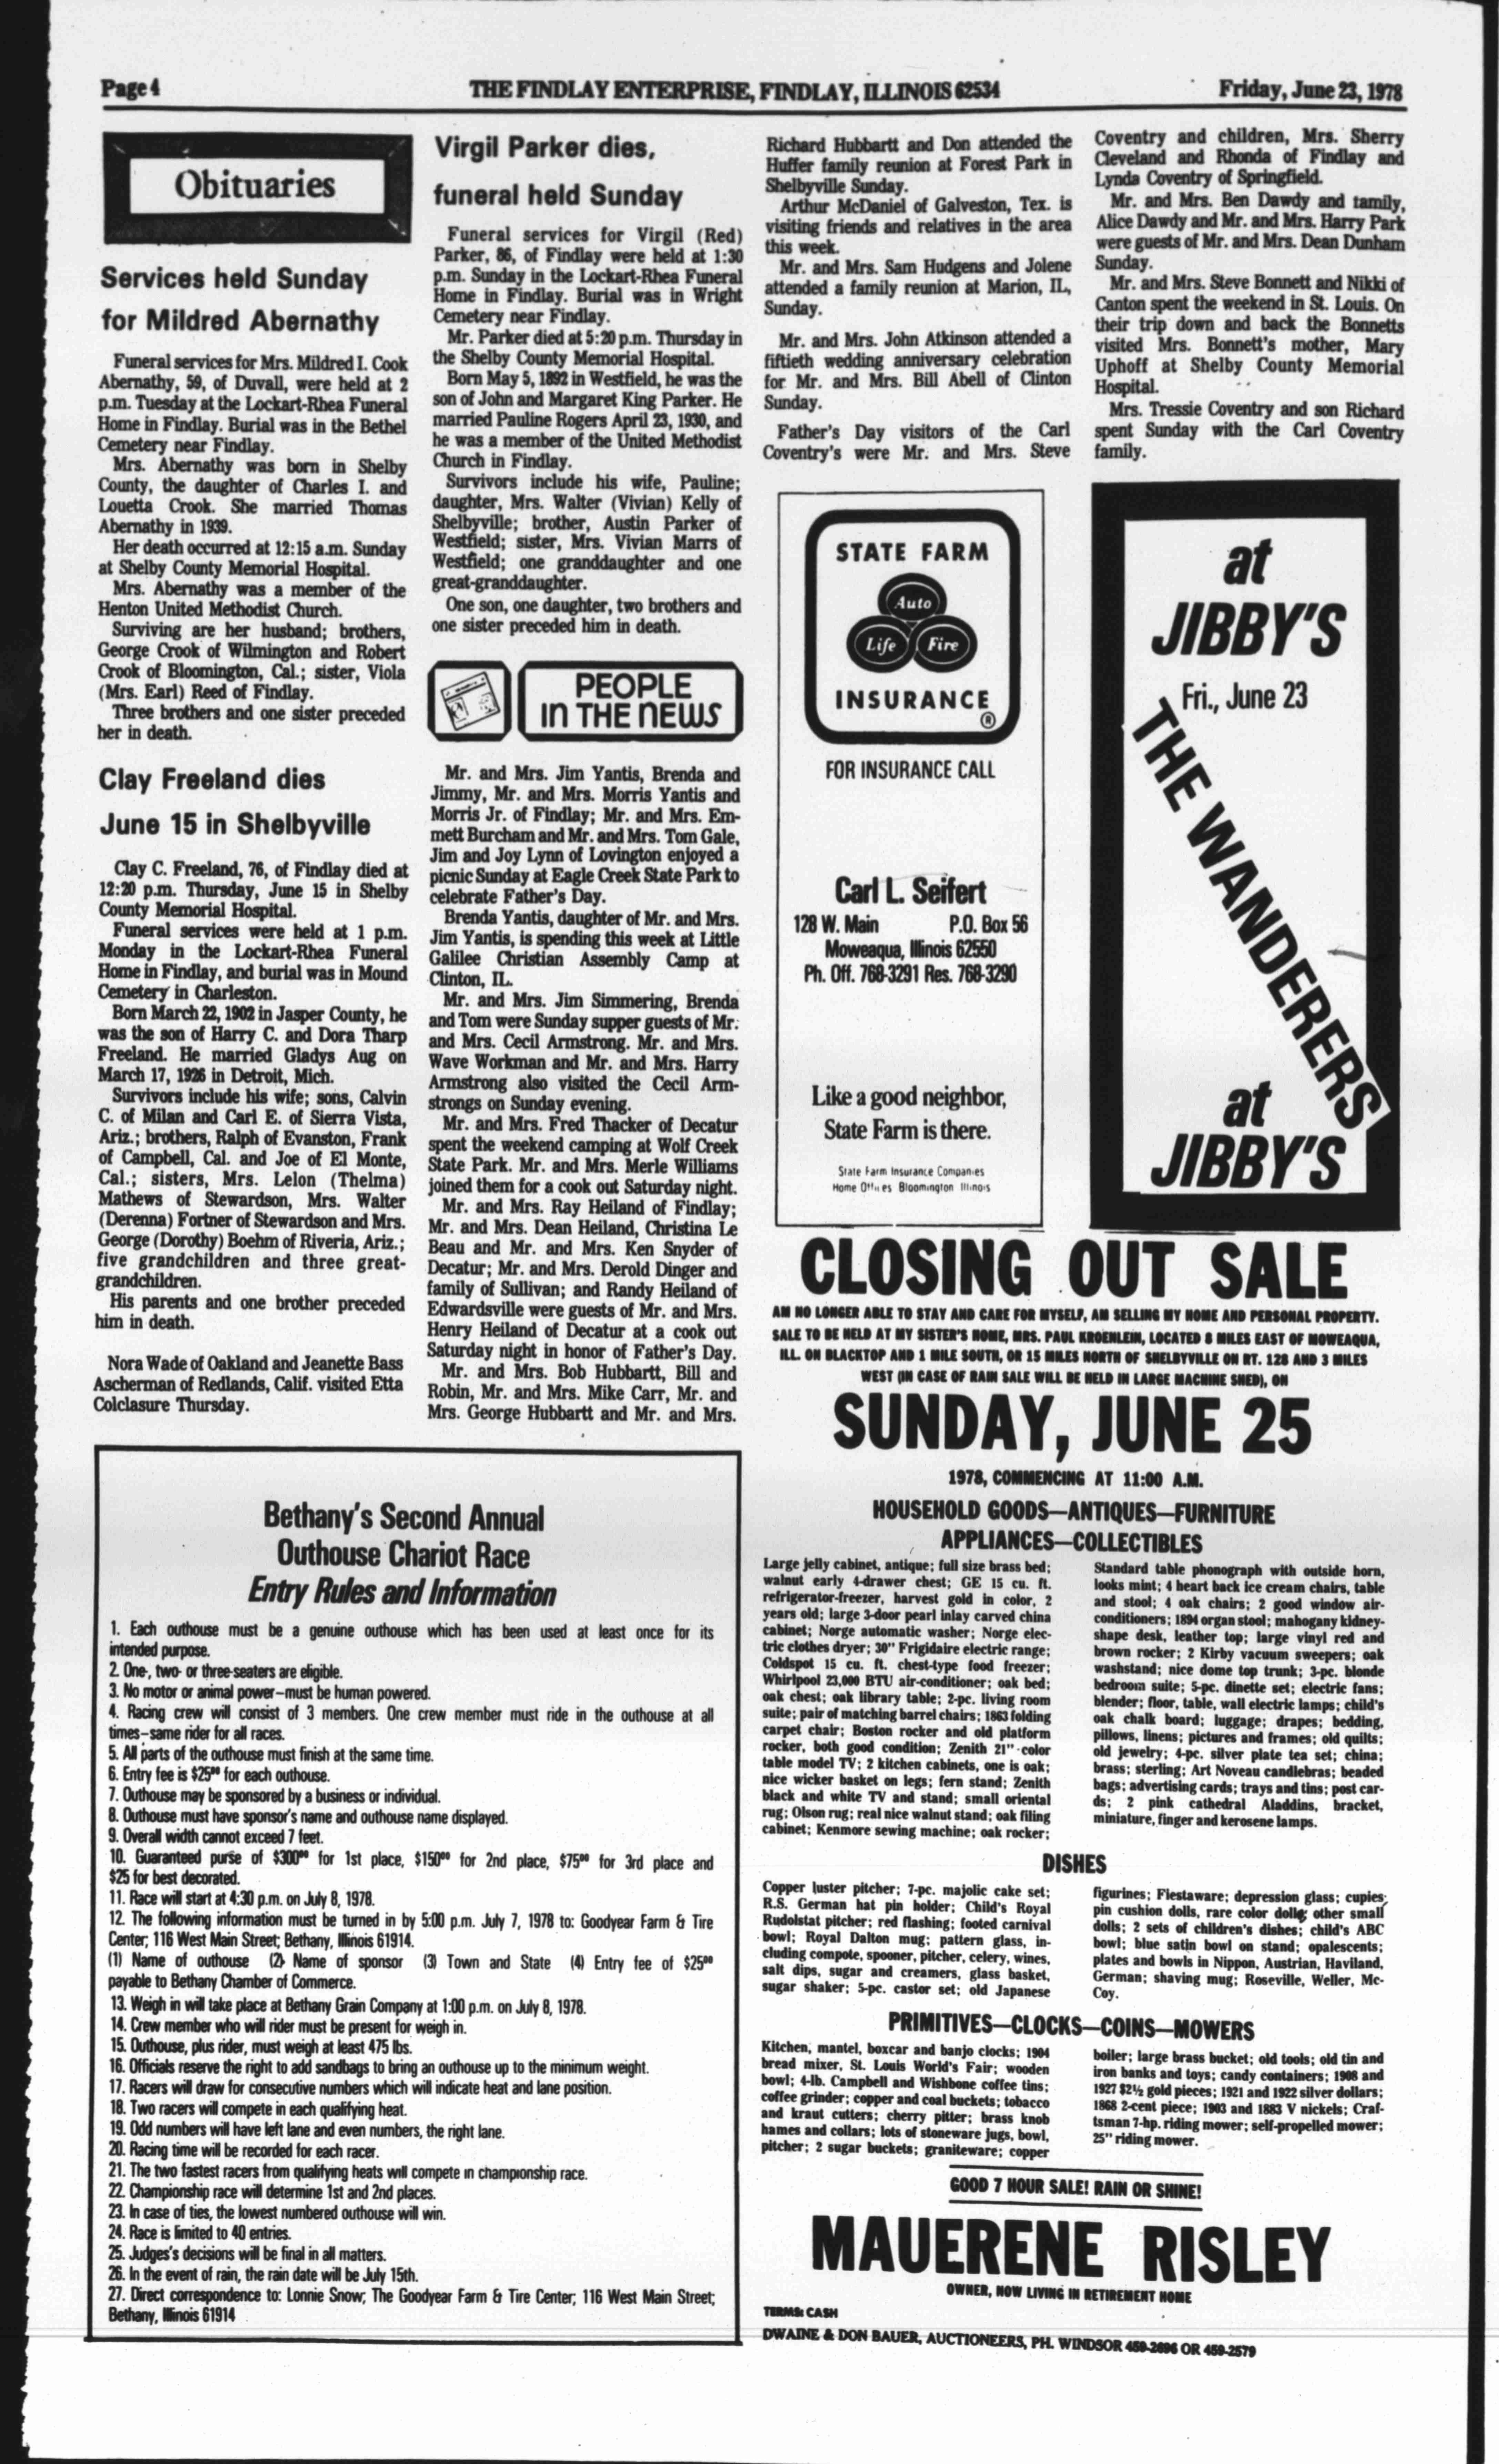 Page 4
THE FINDLAY ENTERPRISE, FINDLAY, ILLINOIS 62534
Friday, June 23, 1978
Obituaries
Services held Sunday
for Mildred Abernathy
Funeral services for Mrs. Mildred I. Cook
Abernathy, 59, of Duvall, were held at 2
p.m. Tuesday at the Lockart-Rhea Funeral
Home in Findlay. Burial was in the Bethel
Cemetery near Findlay.
Mrs. Abernathy was born in Shelby
County, the daughter of Charles I. and
Louetta Crook. She married Thomas
Abernathy in 1939.
Her death occurred at 12:15 a.m. Sunday
at Shelby County Memorial Hospital.
Mrs. Abernathy was a member of the
Henton United Methodist Church.
Surviving are her husband; brothers,
George Crook of Wilmington and Robert
Crook of Bloomington, Cal.; sister, Viola
(Mrs. Earl) Reed of Findlay.
Three brothers and one sister preceded
her in death.
Clay Freeland dies
June 15 in Shelbyville
Clay C. Freeland, 76, of Findlay died at
12:20 p.m. Thursday, June 15 in Shelby
County Memorial Hospital.
Funeral services were held at 1 p.m.
Monday in the Lockart-Rhea Funeral
Home in Findlay, and burial was in Mound
Cemetery in Charleston.
Born March 22, 1902 in Jasper County, he
was the son of Harry C. and Dora Tharp
Freeland. He married Gladys Aug on
March 17, 1926 in Detroit, Mich.
Survivors include his wife; sons, Calvin
C. of Milan and Carl E. of Sierra Vista,
Ariz.; brothers, Ralph of Evanston, Frank
of Campbell, Cal. and Joe of El Monte,
Cal.; sisters, Mrs. Lelon (Thelma)
Mathews of Stewardson, Mrs. Walter
(Derenna) Fortner of Stewardson and Mrs.
George (Dorothy) Boehm of Riveria, Ariz.;
five grandchildren and three great-
grandchildren.
His parents and one brother preceded
him in death.
Nora Wade of Oakland and Jeanette Bass
Ascherman of Redlands, Calif. visited Etta
Colclasure Thursday.
Virgil Parker dies,
funeral held Sunday
Funeral services for Virgil (Red)
Parker, 86, of Findlay were held at 1:30
p.m. Sunday in the Lockart-Rhea Funeral
Home in Findlay. Burial was in Wright
Cemetery near Findlay.
Mr. Parker died at 5:20 p.m. Thursday in
the Shelby County Memorial Hospital.
Born May 5, 1892 in Westfield, he was the
son of John and Margaret King Parker. He
married Pauline Rogers April 23, 1930, and
he was a member of the United Methodist
Church in Findlay.
Survivors include his wife, Pauline;
daughter, Mrs. Walter (Vivian) Kelly of
Shelbyville; brother, Austin Parker of
Westfield; sister, Mrs. Vivian Marrs of
Westfield; one granddaughter and one
great-granddaughter.
One son, one daughter, two brothers and
one sister preceded him in death.
PEOPLE
in THE nEWS
Mr. and Mrs. Jim Yantis, Brenda and
Jimmy, Mr. and Mrs. Morris Yantis and
Morris Jr. of Findlay; Mr. and Mrs. Em-
mett Burcham and Mr. and Mrs. Tom Gale,
Jim and Joy Lynn of Lovington enjoyed a
picnic Sunday at Eagle Creek State Park to
celebrate Father's Day.
Brenda Yantis, daughter of Mr. and Mrs.
Jim Yantis, is spending this week at Little
Galilee Christian Assembly Camp at
Clinton, IL.
Mr. and Mrs. Jim Simmering, Brenda
and Tom were Sunday supper guests of Mr.
and Mrs. Cecil Armstrong. Mr. and Mrs.
Wave Workman and Mr. and Mrs. Harry
Armstrong also visited the Cecil Arm-
strongs on Sunday evening.
Mr. and Mrs. Fred Thacker of Decatur
spent the weekend camping at Wolf Creek
State Park. Mr. and Mrs. Merle Williams
joined them for a cook out Saturday night.
Mr. and Mrs. Ray Heiland of Findlay;
Mr. and Mrs. Dean Heiland, Christina Le
Beau and Mr. and Mrs. Ken Snyder of
Decatur; Mr. and Mrs. Derold Dinger and
family of Sullivan; and Randy Heiland of
Edwardsville were guests of Mr. and Mrs.
Henry Heiland of Decatur at a cook out
Saturday night in honor of Father's Day.
Mr. and Mrs. Bob Hubbartt, Bill and
Robin, Mr. and Mrs. Mike Carr, Mr. and
Mrs. George Hubbartt and Mr. and Mrs.
Richard Hubbartt and Don attended the
Huffer family reunion at Forest Park in
Shelbyville Sunday.
Arthur McDaniel of Galveston, Tex. is
visiting friends and relatives in the area
this week.
Mr. and Mrs. Sam Hudgens and Jolene
attended a family reunion at Marion, IL,
Sunday.
Mr. and Mrs. John Atkinson attended a
fiftieth wedding anniversary celebration
for Mr. and Mrs. Bill Abell of Clinton
Sunday.
Father's Day visitors of the Carl
Coventry's were Mr. and Mrs. Steve
Coventry and children, Mrs. Sherry
Cleveland and Rhonda of Findlay and
Lynda Coventry of Springfield.
Mr. and Mrs. Ben Dawdy and tamily,
Alice Dawdy and Mr. and Mrs. Harry Park
were guests of Mr. and Mrs. Dean Dunham
Sunday.
Mr. and Mrs. Steve Bonnett and Nikki of
Canton spent the weekend in St. Louis. On
their trip down and back the Bonnetts
visited Mrs. Bonnett's mother, Mary
Uphoff at Shelby County Memorial
Hospital.
Mrs. Tressie Coventry and son Richard
spent Sunday with the Carl Coventry
family.
STATE FARM
Auto
Life Fire
INSURANCE
®
FOR INSURANCE CALL
Carl L. Seifert
128 W. Main P.O. Box 56
Moweaqua, Illinois 62550
Ph. Off. 768-3291 Res. 768-3290
Like a good neighbor,
State Farm is there.
State Farm Insurance Companies
Home Offices Bloomington Illinois
at
JIBBY'S
Fri., June 23
THE WANDERERS
at
JIBBY'S
CLOSING OUT SALE
AM NO LONGER ABLE TO STAY AND CARE FOR MYSELF, AM SELLING MY HOME AND PERSONAL PROPERTY.
SALE TO BE HELD AT MY SISTER'S HOME, MRS. PAUL KROENLEIN, LOCATED 8 MILES EAST OF MOWEAQUA,
ILL. ON BLACKTOP AND 1 MILE SOUTH, OR 15 MILES NORTH OF SHELBYVILLE ON RT. 128 AND 3 MILES
WEST (IN CASE OF RAIN SALE WILL BE HELD IN LARGE MACHINE SHED), ON
SUNDAY, JUNE 25
1978, COMMENCING AT 11:00 A.M.
HOUSEHOLD GOODS—ANTIQUES—FURNITURE
APPLIANCES—COLLECTIBLES
Large jelly cabinet, antique; full size brass bed;
walnut early 4-drawer chest; GE 15 cu. ft.
refrigerator-freezer, harvest gold in color, 2
years old; large 3-door pearl inlay carved china
cabinet; Norge automatic washer; Norge elec-
tric clothes dryer; 30" Frigidaire electric range;
Coldspot 15 cu. ft. chest-type food freezer;
Whirlpool 23,000 BTU air-conditioner; oak bed;
oak chest; oak library table; 2-pc. living room
suite; pair of matching barrel chairs; 1863 folding
carpet chair; Boston rocker and old platform
rocker, both good condition; Zenith 21" color
table model TV; 2 kitchen cabinets, one is oak;
nice wicker basket on legs; fern stand; Zenith
black and white TV and stand; small oriental
rug; Olson rug; real nice walnut stand; oak filing
cabinet; Kenmore sewing machine; oak rocker;
Standard table phonograph with outside horn,
looks mint; 4 heart back ice cream chairs, table
and stool; 4 oak chairs; 2 good window air-
conditioners; 1894 organ stool; mahogany kidney-
shape desk, leather top; large vinyl red and
brown rocker; 2 Kirby vacuum sweepers; oak
washstand; nice dome top trunk; 3-pc. blonde
bedroom suite; 5-pc. dinette set; electric fans;
blender; floor, table, wall electric lamps; child's
oak chalk board; luggage; drapes; bedding,
pillows, linens; pictures and frames; old quilts;
old jewelry; 4-pc. silver plate tea set; china;
brass; sterling; Art Noveau candlebras; beaded
bags; advertising cards; trays and tins; post car-
ds; 2 pink cathedral Aladdins, bracket,
miniature, finger and kerosene lamps.
DISHES
Copper luster pitcher; 7-pc. majolic cake set;
R.S. German hat pin holder; Child's Royal
Rudolstat pitcher; red flashing; footed carnival
bowl; Royal Dalton mug; pattern glass, in-
cluding compote, spooner, pitcher, celery, wines,
salt dips, sugar and creamers, glass basket,
sugar shaker; 5-pc. castor set; old Japanese
figurines; Fiestaware; depression glass; cupies;
pin cushion dolls, rare color dolls; other small
dolls; 2 sets of children's dishes; child's ABC
bowl; blue satin bowl on stand; opalescents;
plates and bowls in Nippon, Austrian, Haviland,
German; shaving mug; Roseville, Weller, Mc-
Coy.
PRIMITIVES—CLOCKS—COINS—MOWERS
Kitchen, mantel, boxcar and banjo clocks; 1904
bread mixer, St. Louis World's Fair; wooden
bowl; 4-lb. Campbell and Wishbone coffee tins;
coffee grinder; copper and coal buckets; tobacco
and kraut cutters; cherry pitter; brass knob
hames and collars; lots of stoneware jugs, bowl,
pitcher; 2 sugar buckets; graniteware; copper
boiler; large brass bucket; old tools; old tin and
iron banks and toys; candy containers; 1908 and
1927 $2½ gold pieces; 1921 and 1922 silver dollars;
1868 2-cent piece; 1903 and 1883 V nickels; Craf-
tsman 7-hp. riding mower; self-propelled mower;
25" riding mower.
GOOD 7 HOUR SALE! RAIN OR SHINE!
MAUERENE RISLEY
OWNER, NOW LIVING IN RETIREMENT HOME
TERMS: CASH
DWAINE & DON BAUER, AUCTIONEERS, PH. WINDSOR 459-2696 OR 459-2579
Bethany's Second Annual
Outhouse Chariot Race
Entry Rules and Information
1. Each outhouse must be a genuine outhouse which has been used at least once for its
intended purpose.
2. One-, two- or three-seaters are eligible.
3. No motor or animal power—must be human powered.
4. Racing crew will consist of 3 members. One crew member must ride in the outhouse at all
times—same rider for all races.
5. All parts of the outhouse must finish at the same time.
6. Entry fee is $25⁰⁰ for each outhouse.
7. Outhouse may be sponsored by a business or individual.
8. Outhouse must have sponsor's name and outhouse name displayed.
9. Overall width cannot exceed 7 feet.
10. Guaranteed purse of $300⁰⁰ for 1st place, $150⁰⁰ for 2nd place, $75⁰⁰ for 3rd place and
$25 for best decorated.
11. Race will start at 4:30 p.m. on July 8, 1978.
12. The following information must be turned in by 5:00 p.m. July 7, 1978 to: Goodyear Farm & Tire
Center; 116 West Main Street; Bethany, Illinois 61914.
(1) Name of outhouse (2) Name of sponsor (3) Town and State (4) Entry fee of $25⁰⁰
payable to Bethany Chamber of Commerce.
13. Weigh in will take place at Bethany Grain Company at 1:00 p.m. on July 8, 1978.
14. Crew member who will rider must be present for weigh in.
15. Outhouse, plus rider, must weigh at least 475 lbs.
16. Officials reserve the right to add sandbags to bring an outhouse up to the minimum weight.
17. Racers will draw for consecutive numbers which will indicate heat and lane position.
18. Two racers will compete in each qualifying heat.
19. Odd numbers will have left lane and even numbers, the right lane.
20. Racing time will be recorded for each racer.
21. The two fastest racers from qualifying heats will compete in championship race.
22. Championship race will determine 1st and 2nd places.
23. In case of ties, the lowest numbered outhouse will win.
24. Race is limited to 40 entries.
25. Judges's decisions will be final in all matters.
26. In the event of rain, the rain date will be July 15th.
27. Direct correspondence to: Lonnie Snow; The Goodyear Farm & Tire Center; 116 West Main Street;
Bethany, Illinois 61914